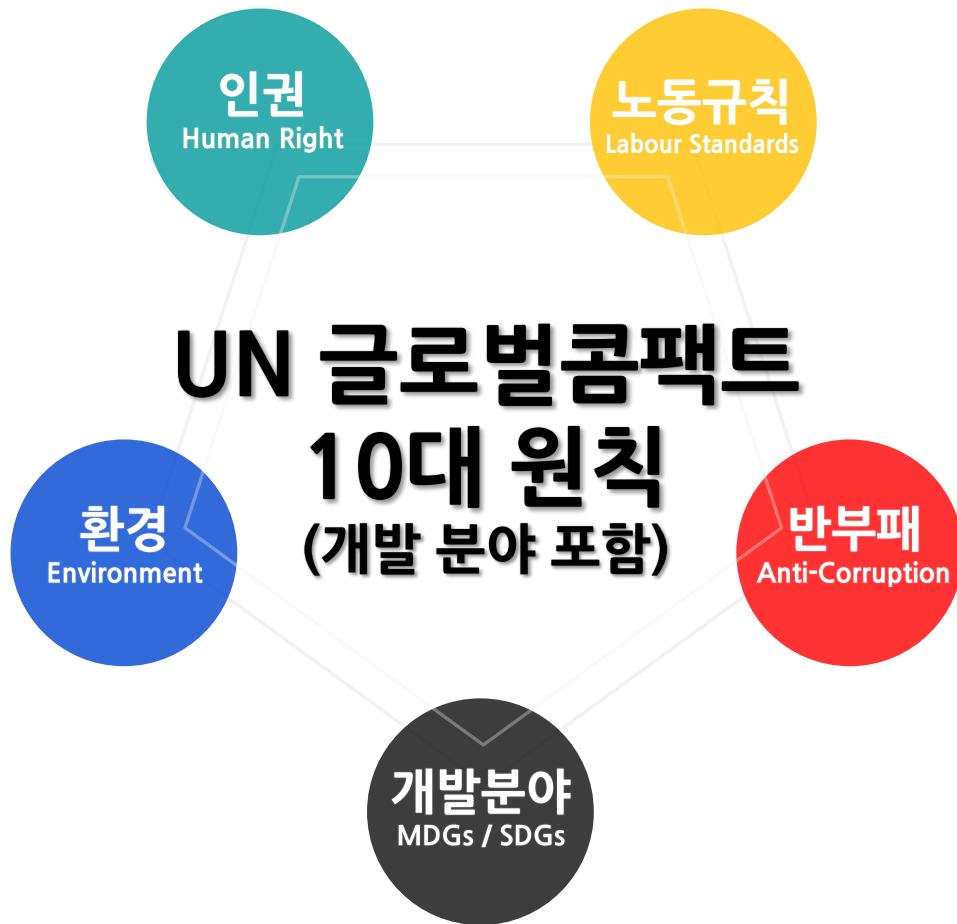 인권
Human Right
노동규칙
Labour Standards
UN 글로벌콤팩트
10대 원칙
(개발 분야 포함)
환경
Environment
반부패
Anti-Corruption
개발분야
MDGs / SDGs